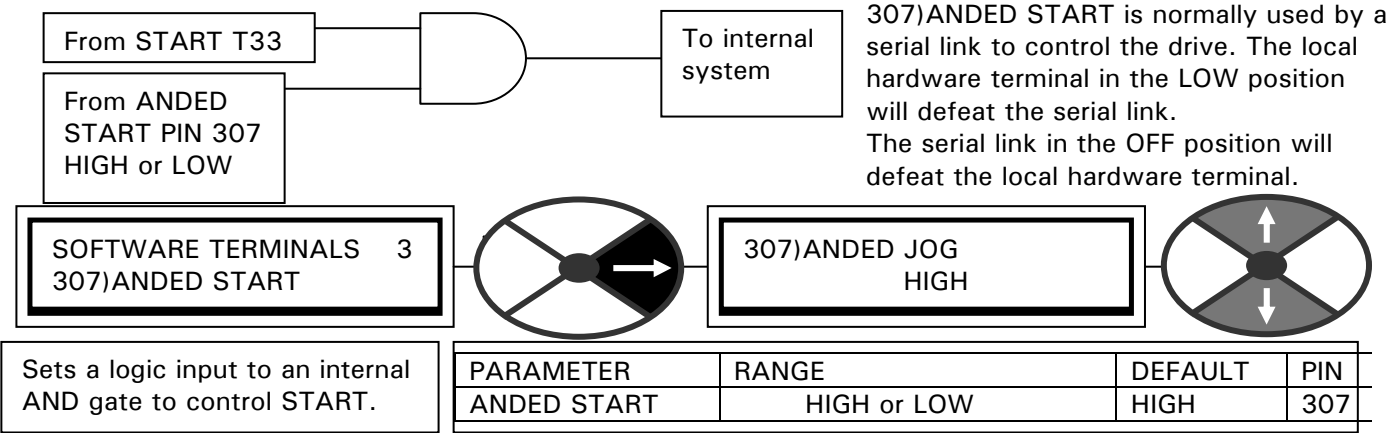 From START T33
From ANDED
START PIN 307
HIGH or LOW
To internal
system
307)ANDED START is normally used by a
serial link to control the drive. The local
hardware terminal in the LOW position
will defeat the serial link.
The serial link in the OFF position will
defeat the local hardware terminal.
SOFTWARE TERMINALS 3
307)ANDED START
307)ANDED JOG
HIGH
Sets a logic input to an internal
AND gate to control START.
PARAMETER RANGE DEFAULT PIN
ANDED START HIGH or LOW HIGH 307